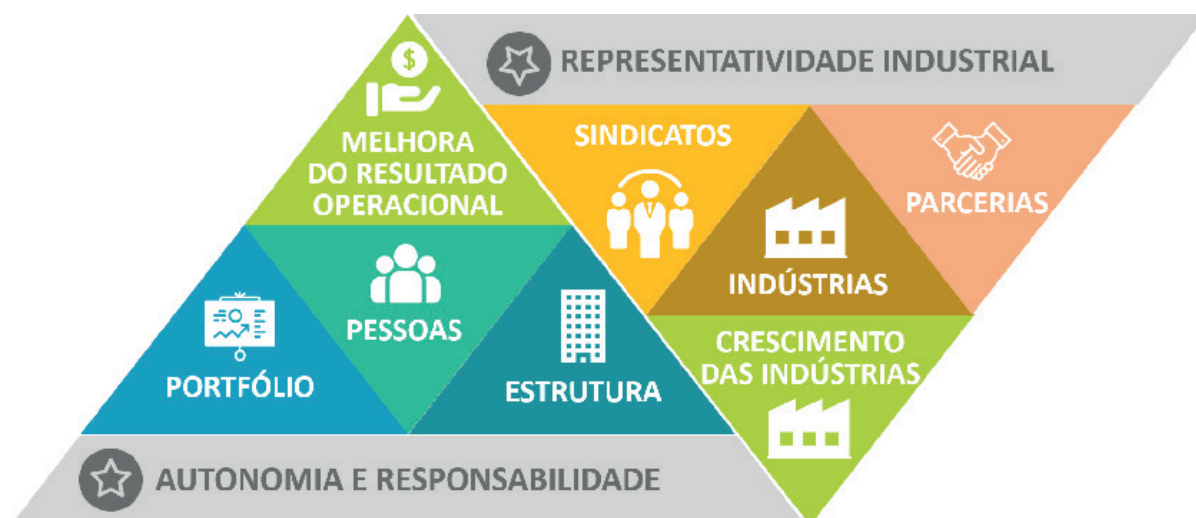 REPRESENTATIVIDADE INDUSTRIAL
$
MELHORA
DO RESULTADO
OPERACIONAL
SINDICATOS
PARCERIAS
INDÚSTRIAS
PESSOAS
PORTFÓLIO
ESTRUTURA
CRESCIMENTO
DAS INDÚSTRIAS
AUTONOMIA E RESPONSABILIDADE